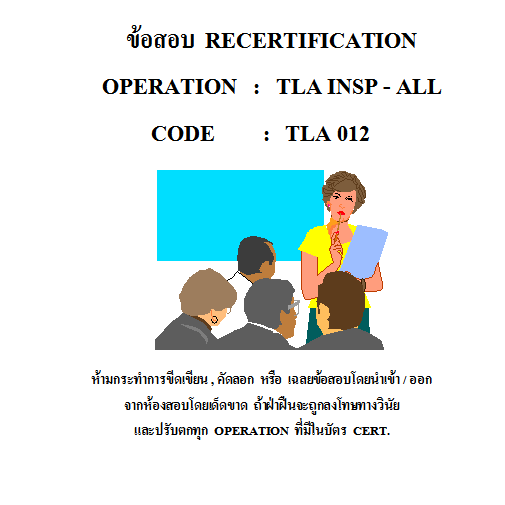 ข้อสอบ RECERTIFICATION
OPERATION : TLA INSP - ALL
CODE : TLA 012
ห้ามกระทำการขีดเขียน , คัดลอก หรือ เฉลยข้อสอบโดยนำเข้า / ออก
จากห้องสอบโดยเด็ดขาด ถ้าฝ่าฝืนจะถูกลงโทษทางวินัย
และปรับตกทุก OPERATION ที่มีในบัตร CERT.